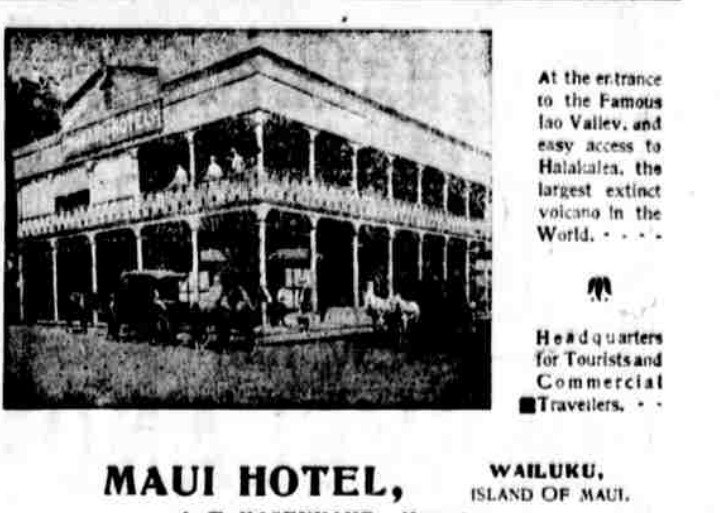 At the entrance
to the Famous
Iao Valley, and
easy access to
Halakalea, the
largest extinct
volcano in the
World. - - - -
Headquarters
for Tourists and
Commercial
Travellers. - -
MAUI HOTEL,
WAILUKU,
ISLAND OF MAUI.